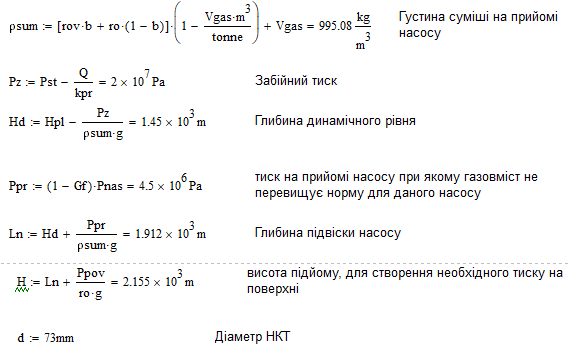 ρsum := [rov·b + ro·(1 − b)]·(1 − Vgas·m³/tonne) + Vgas = 995.08 kg/m³ Густина суміші на прийомі насосу
Pz := Pst − Q/kpr = 2 × 10⁷ Pa Забійний тиск
Hd := Hpl − Pz/ρsum·g = 1.45 × 10³ m Глибина динамічного рівня
Ppr := (1 − Gf)·Pnas = 4.5 × 10⁶ Pa тиск на прийомі насосу при якому газовміст не перевищує норму для даного насосу
Ln := Hd + Ppr/ρsum·g = 1.912 × 10³ m Глибина підвіски насосу
H := Ln + Ppov/ro·g = 2.155 × 10³ m висота підйому, для створення необхідного тиску на поверхні
d := 73mm Діаметр НКТ